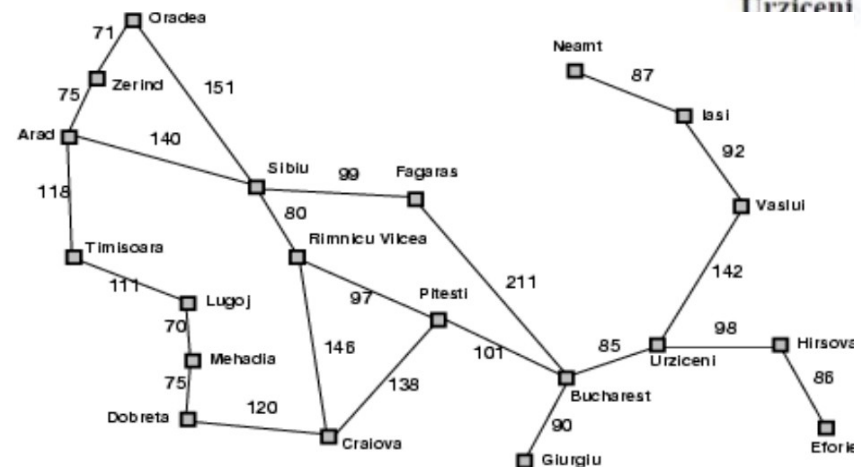 Urziceni
Oradea
71
Neamt
87
Zerind
151
75
Iasi
Arad
140
92
Sibiu
99
Fagaras
118
80
Vaslui
Timisoara
Rimnicu Vilcea
111
211
142
Lugoj
97
Pitesti
70
98
146
101
85
Hirsova
Mehadia
Urziceni
75
138
86
Bucharest
Dobreta
120
90
Craiova
Eforie
Giurgiu